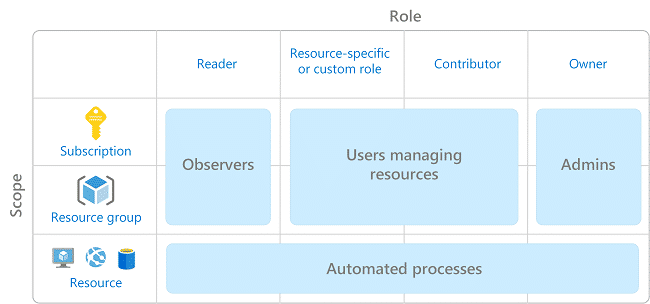 Role
Reader
Resource-specific
or custom role
Contributor
Owner
Scope
Subscription
Observers
Users managing
resources
Admins
Resource group
Resource
Automated processes